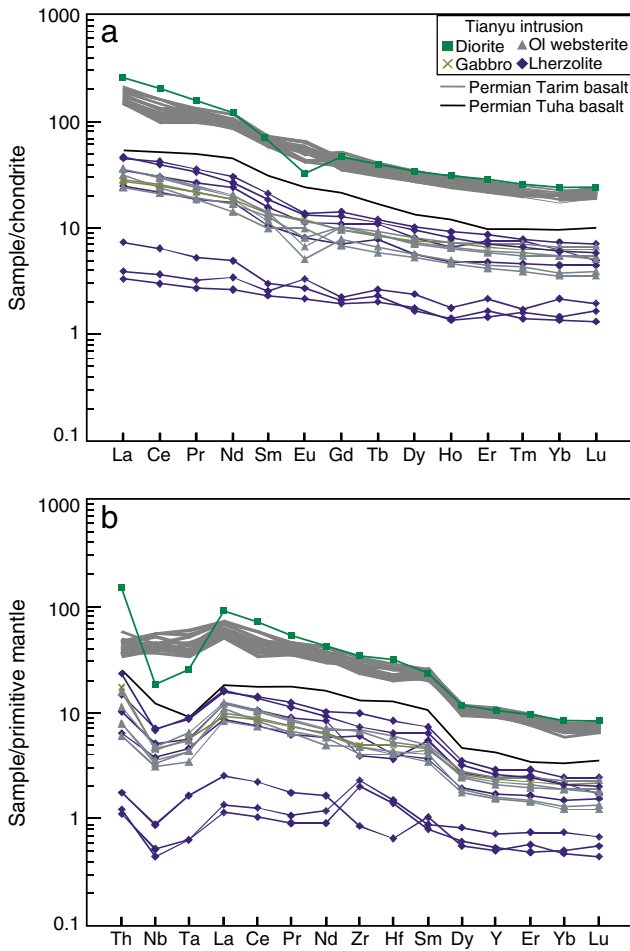 a
Tianyu intrusion
Diorite Ol websterite
Gabbro Lherzolite
Permian Tarim basalt
Permian Tuha basalt
1000
100
10
1
0.1
Sample/chondrite
La Ce Pr Nd Sm Eu Gd Tb Dy Ho Er Tm Yb Lu
b
1000
100
10
1
0.1
Sample/primitive mantle
Th Nb Ta La Ce Pr Nd Zr Hf Sm Dy Y Er Yb Lu